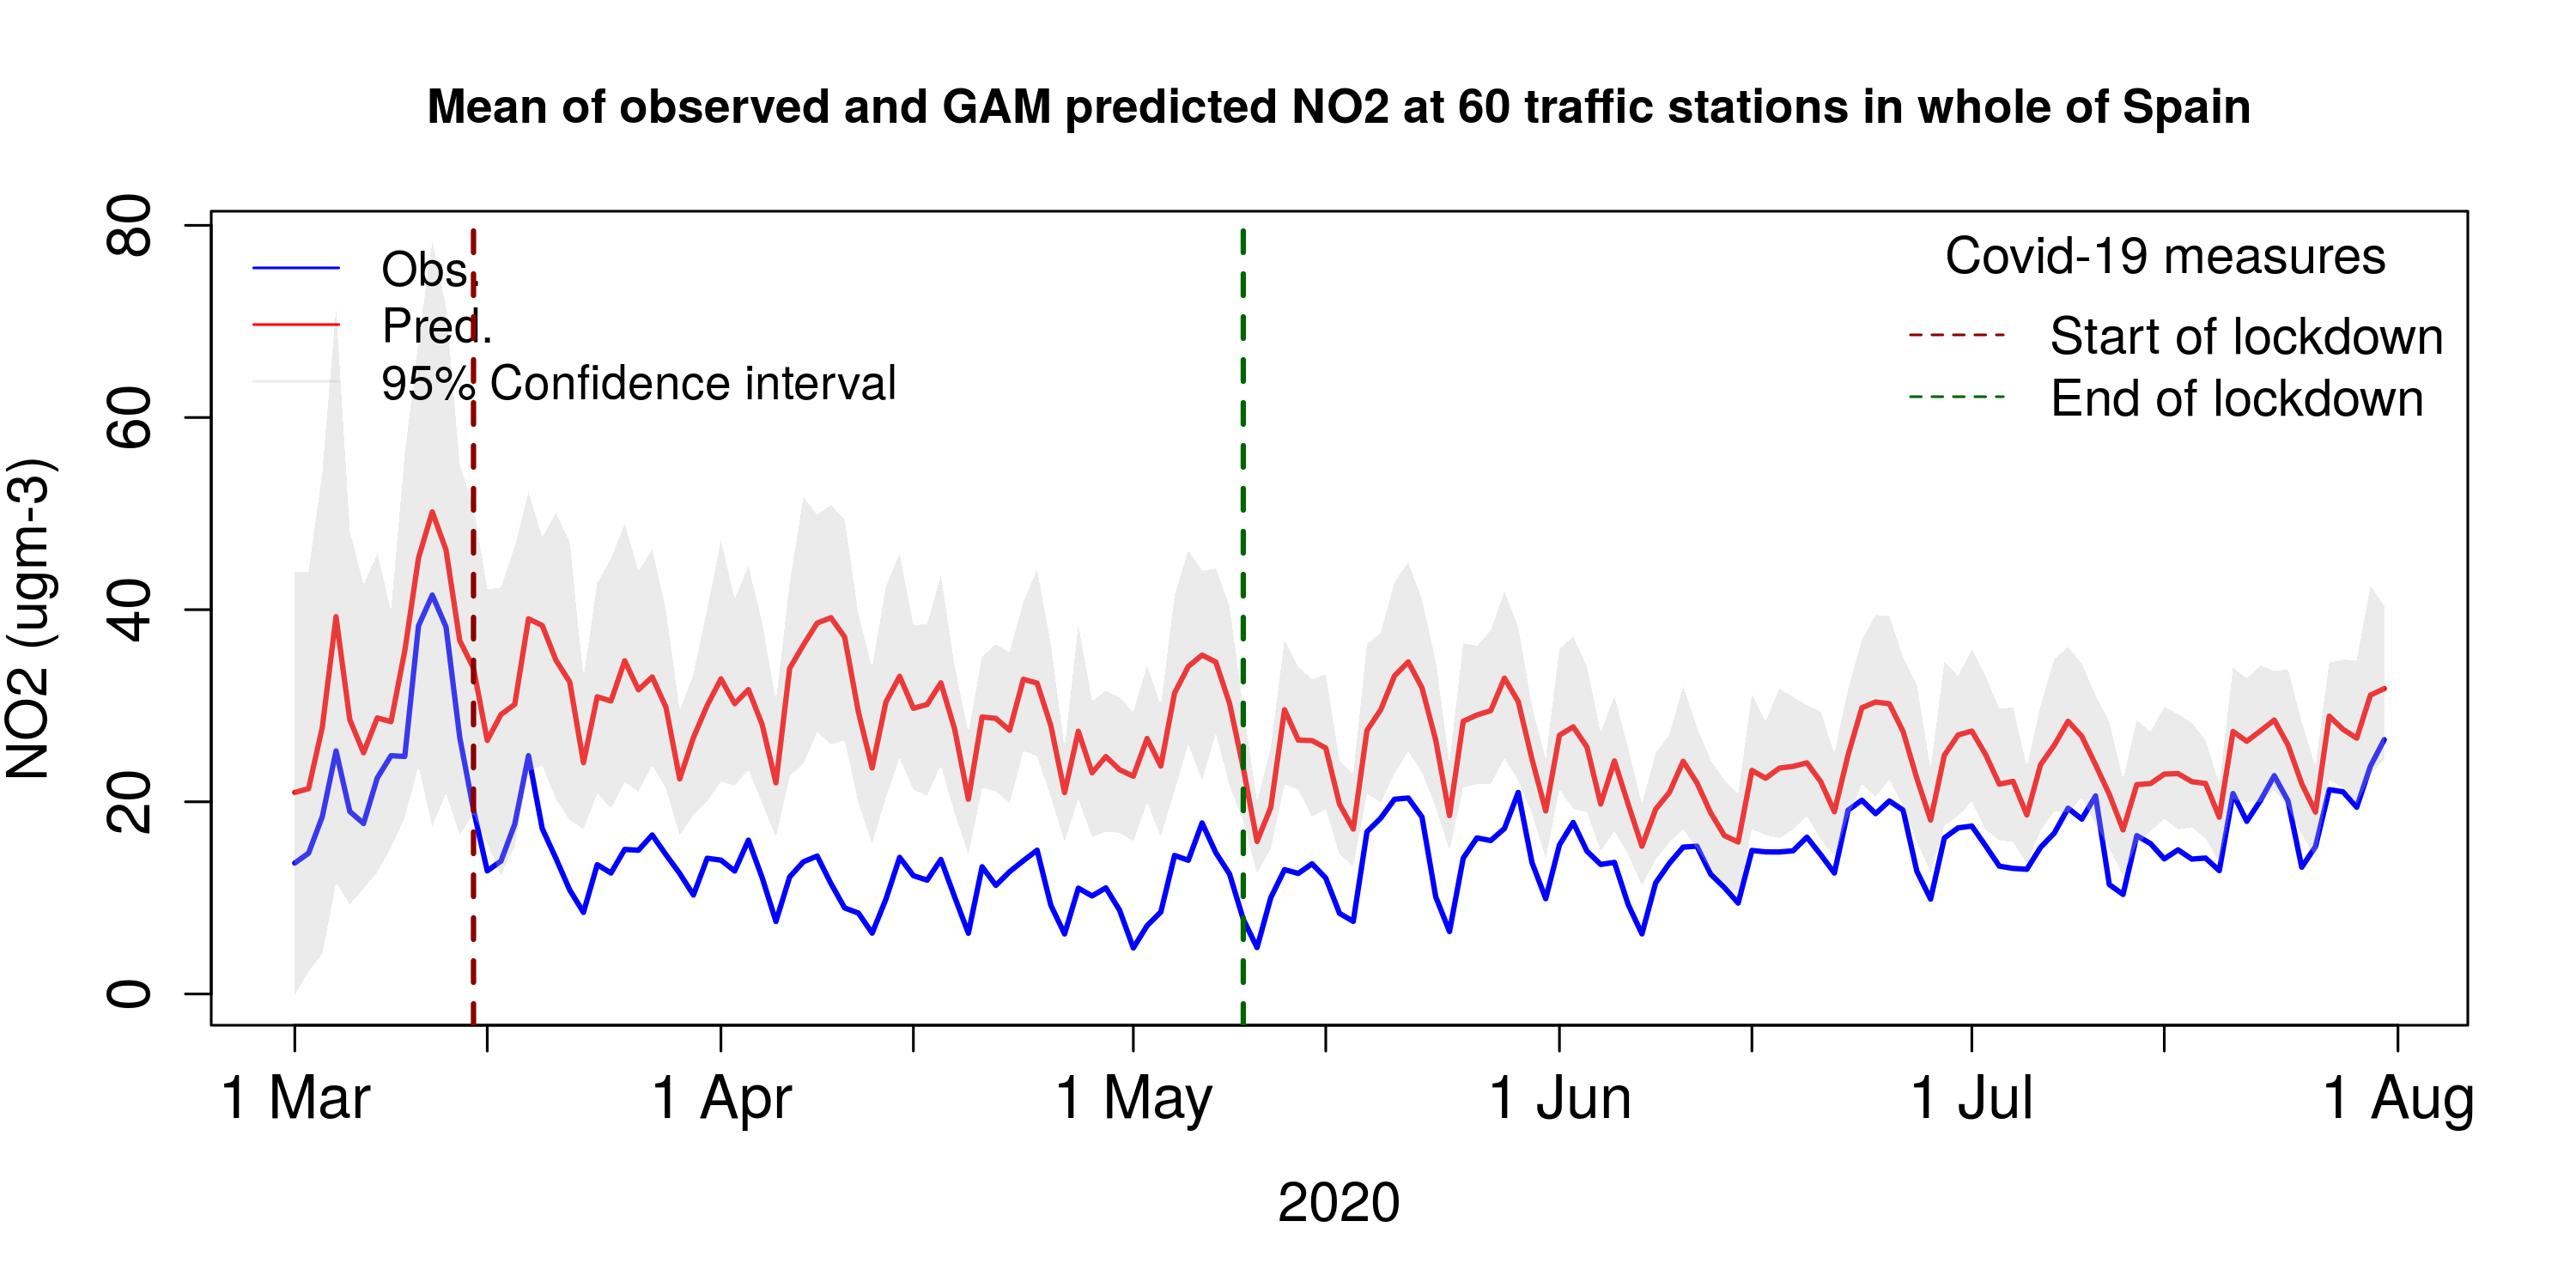 Mean of observed and GAM predicted NO2 at 60 traffic stations in whole of Spain
NO2 (ugm-3)
80
60
40
20
0
Obs.
Pred.
95% Confidence interval
Covid-19 measures
Start of lockdown
End of lockdown
1 Mar 1 Apr 1 May 1 Jun 1 Jul 1 Aug
2020